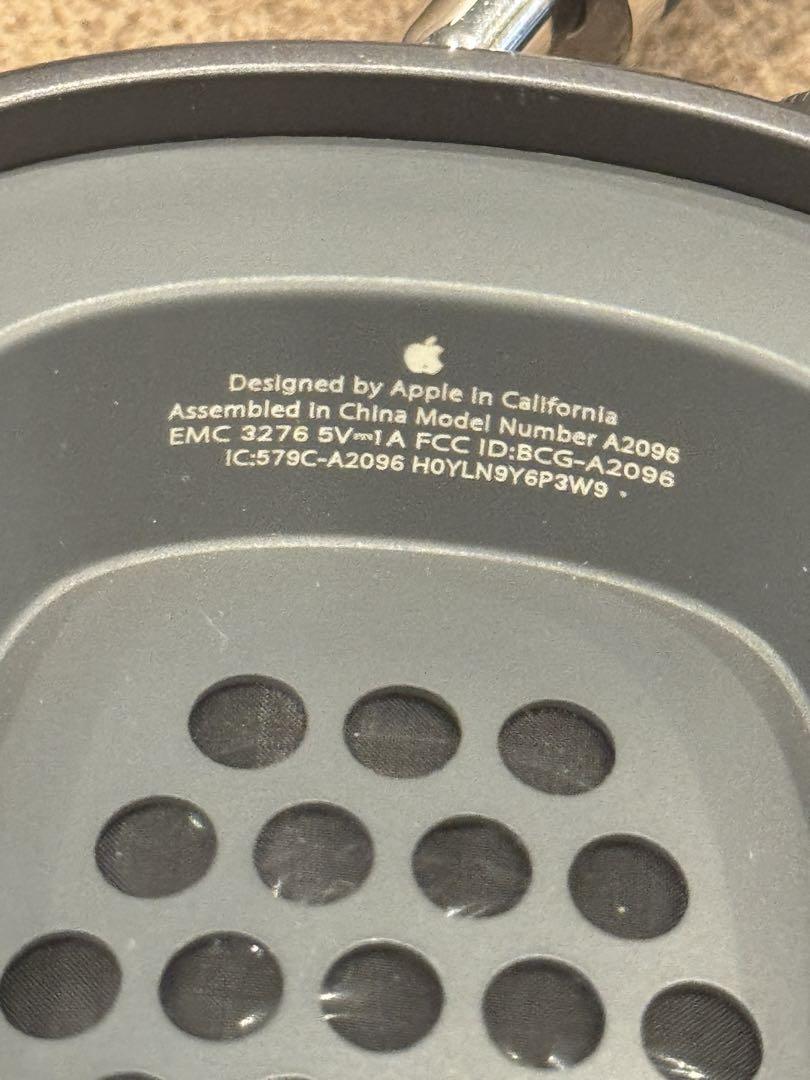 Designed by Apple in California
Assembled in China Model Number A2096
EMC 3276 5V⎓1A FCC ID:BCG-A2096
IC:579C-A2096 H0YLN9Y6P3W9